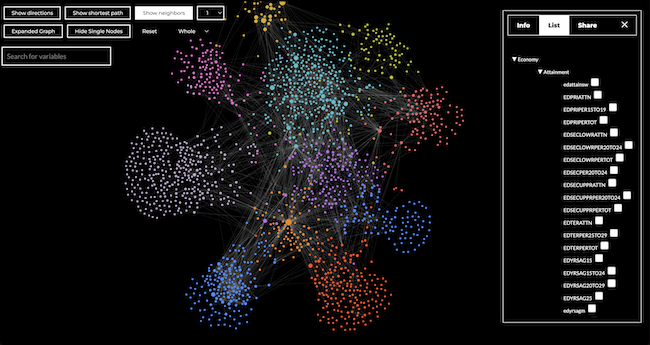 Show directions
Show shortest path
Show neighbors
1
Expanded Graph
Hide Single Nodes
Reset
Whole
Search for variables
Info
List
Share
✕
Economy
Attainment
edattainsw
EDPRIATTN
EDPRIPER15TO19
EDPRIPERTOT
EDSECLOWRATTN
EDSECLOWRPER20TO24
EDSECLOWRPERTOT
EDSECPER20TO24
EDSECUPPRATTN
EDSECUPPRPER20TO24
EDSECUPPRPERTOT
EDTERATTN
EDTERPER25TO29
EDTERPERTOT
EDYRSAG15
EDYRSAG15TO24
EDYRSAG20TO29
EDYRSAG25
edyrsagm